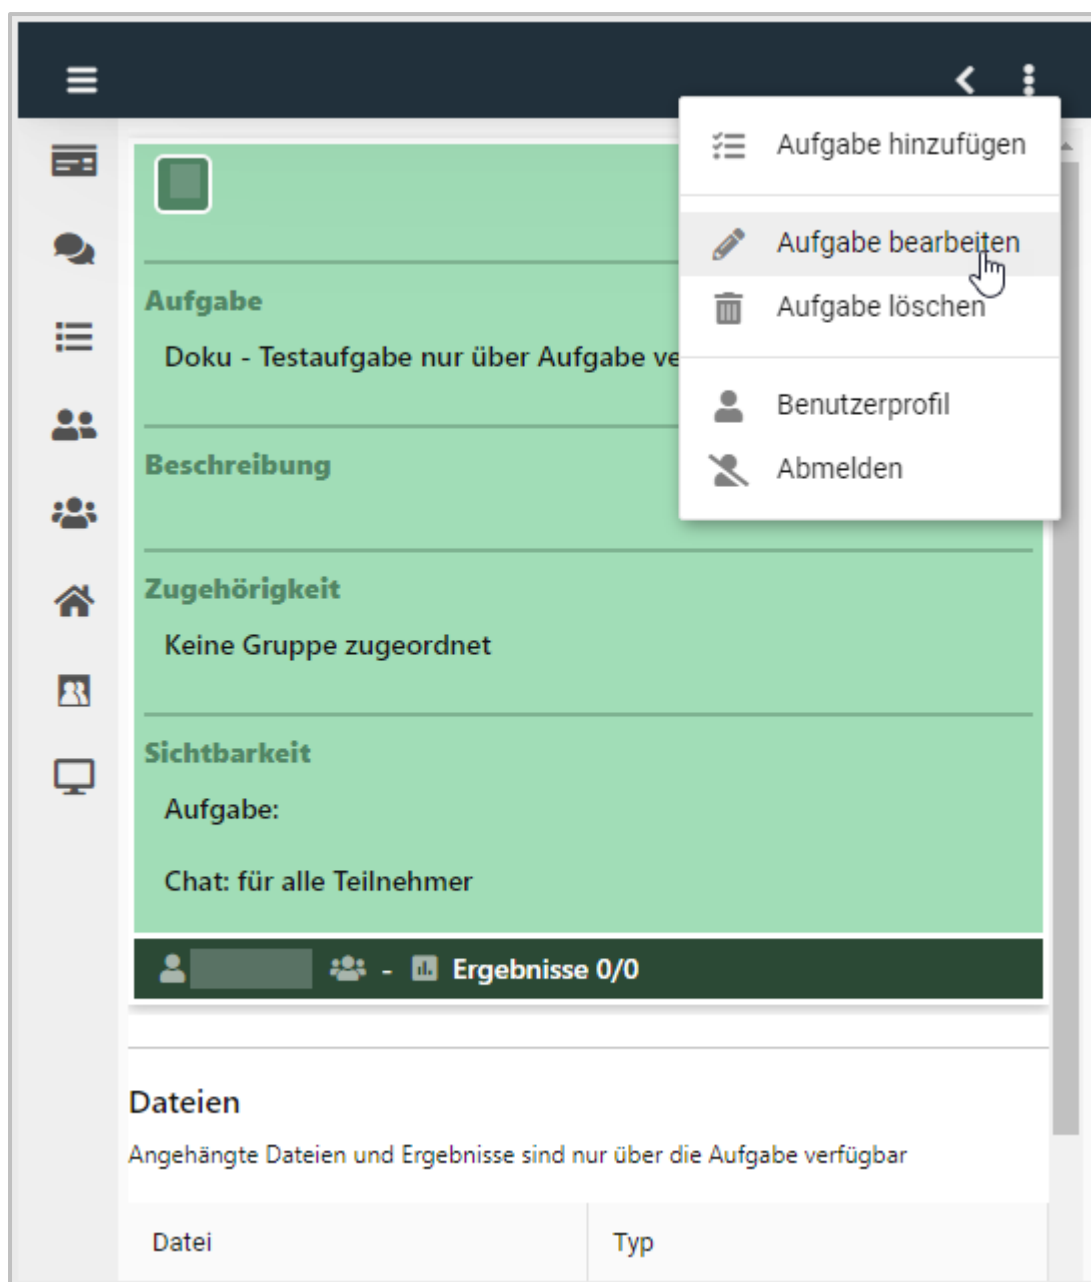 Aufgabe hinzufügen
Aufgabe bearbeiten
Aufgabe löschen
Benutzerprofil
Abmelden
Aufgabe
Doku - Testaufgabe nur über Aufgabe
Beschreibung
Zugehörigkeit
Keine Gruppe zugeordnet
Sichtbarkeit
Aufgabe:
Chat: für alle Teilnehmer
- Ergebnisse 0/0
Dateien
Angehängte Dateien und Ergebnisse sind nur über die Aufgabe verfügbar
Datei Typ